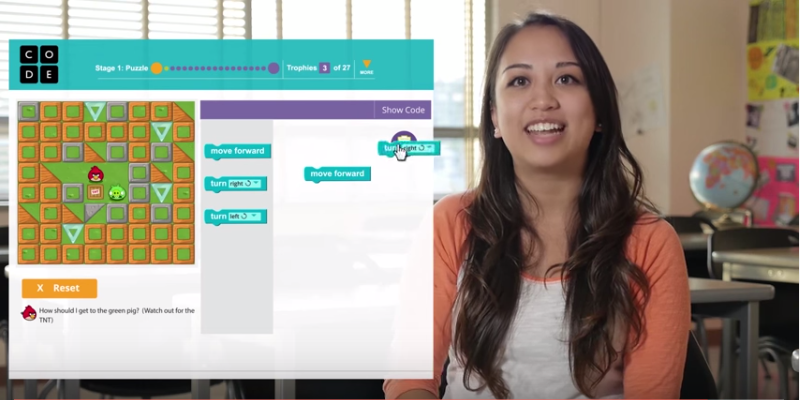 C O
D E
Stage 1: Puzzle
Trophies 3 of 27
MORE
Show Code
move forward
turn right
turn left
move forward
turn right
X Reset
How should I get to the green pig? (Watch out for the
TNT)